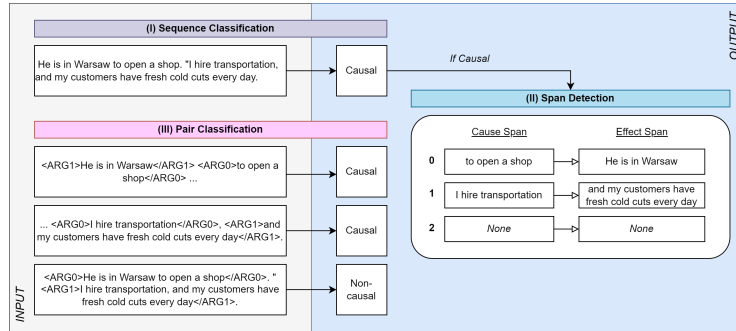 (I) Sequence Classification
He is in Warsaw to open a shop. "I hire transportation,
and my customers have fresh cold cuts every day.
Causal
If Causal
OUTPUT
(II) Span Detection
Cause Span
Effect Span
0
to open a shop
He is in Warsaw
1
I hire transportation
and my customers have
fresh cold cuts every day
2
None
None
(III) Pair Classification
<ARG1>He is in Warsaw</ARG1> <ARG0>to open a
shop</ARG0> ...
Causal
... <ARG0>I hire transportation</ARG0>, <ARG1>and
my customers have fresh cold cuts every day</ARG1>.
Causal
<ARG0>He is in Warsaw to open a shop</ARG0>. "
<ARG1>I hire transportation, and my customers have
fresh cold cuts every day</ARG1>.
Non-
causal
INPUT